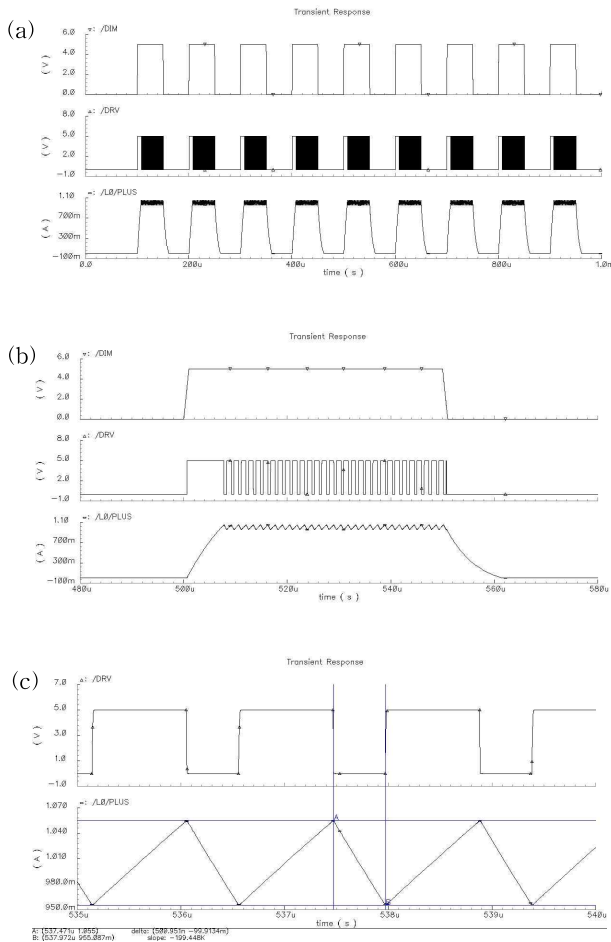 Transient Response
(a)
▿: /DIM
6.0
4.0
2.0
0.0
(V)
▵: /DRV
8.0
5.0
2.0
-1.0
(V)
=: /L0/PLUS
1.10
700m
300m
-100m
(A)
0.0 200u 400u 600u 800u 1.0m
time (s)
Transient Response
(b)
▿: /DIM
6.0
4.0
2.0
0.0
(V)
▵: /DRV
8.0
5.0
2.0
-1.0
(V)
=: /L0/PLUS
1.10
700m
300m
-100m
(A)
480u 500u 520u 540u 560u 580u
time (s)
Transient Response
(c)
▵: /DRV
7.0
5.0
3.0
1.0
-1.0
(V)
=: /L0/PLUS
1.070
1.040
1.010
980.0m
950.0m
(A)
A
535u 536u 537u 538u 539u 540u
time (s)
A: (537.471u 1.055) delta: (500.951n -99.9134m)
B: (537.972u 955.087m) slope: -199.448K